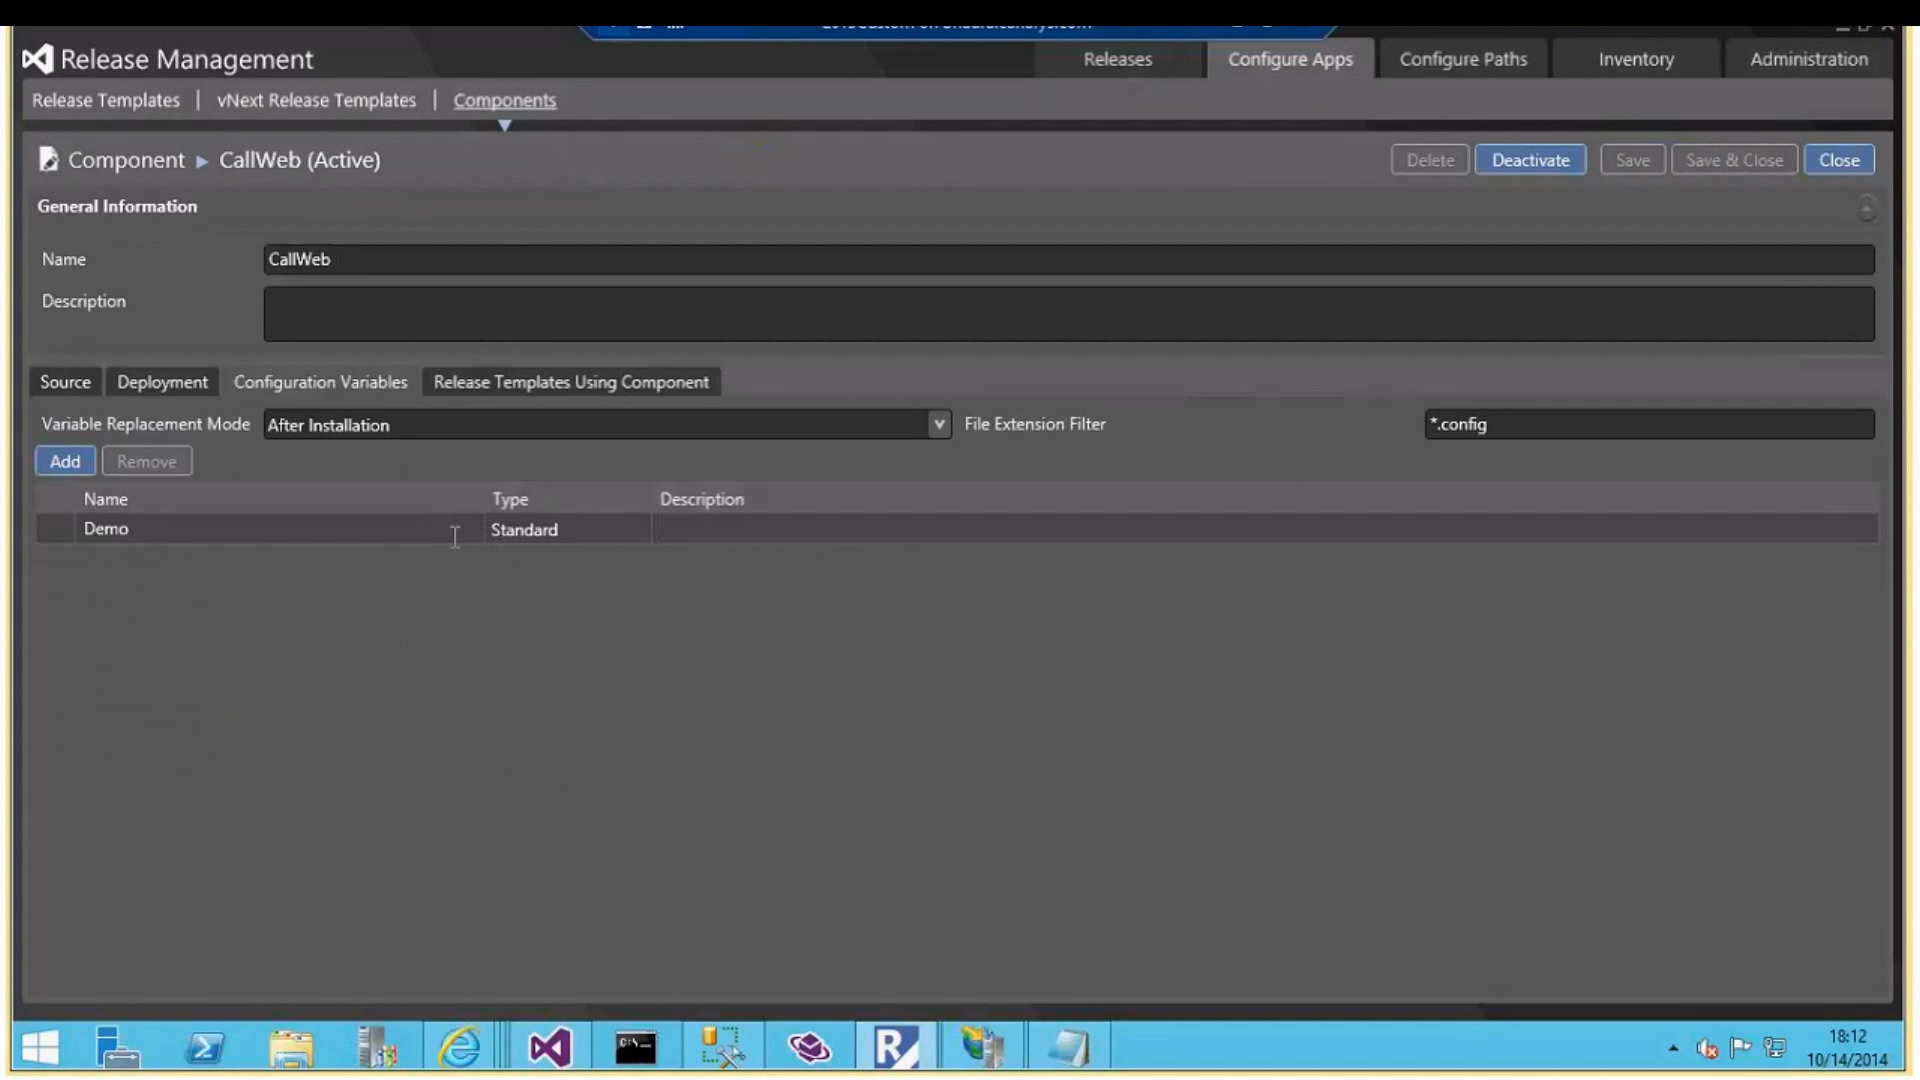 Release Management
Releases
Configure Apps
Configure Paths
Inventory
Administration
Release Templates | vNext Release Templates | Components
Component ▸ CallWeb (Active)
Delete
Deactivate
Save
Save & Close
Close
General Information
Name
CallWeb
Description
Source
Deployment
Configuration Variables
Release Templates Using Component
Variable Replacement Mode
After Installation
File Extension Filter
*.config
Add
Remove
Name
Type
Description
Demo
Standard
18:12
10/14/2014